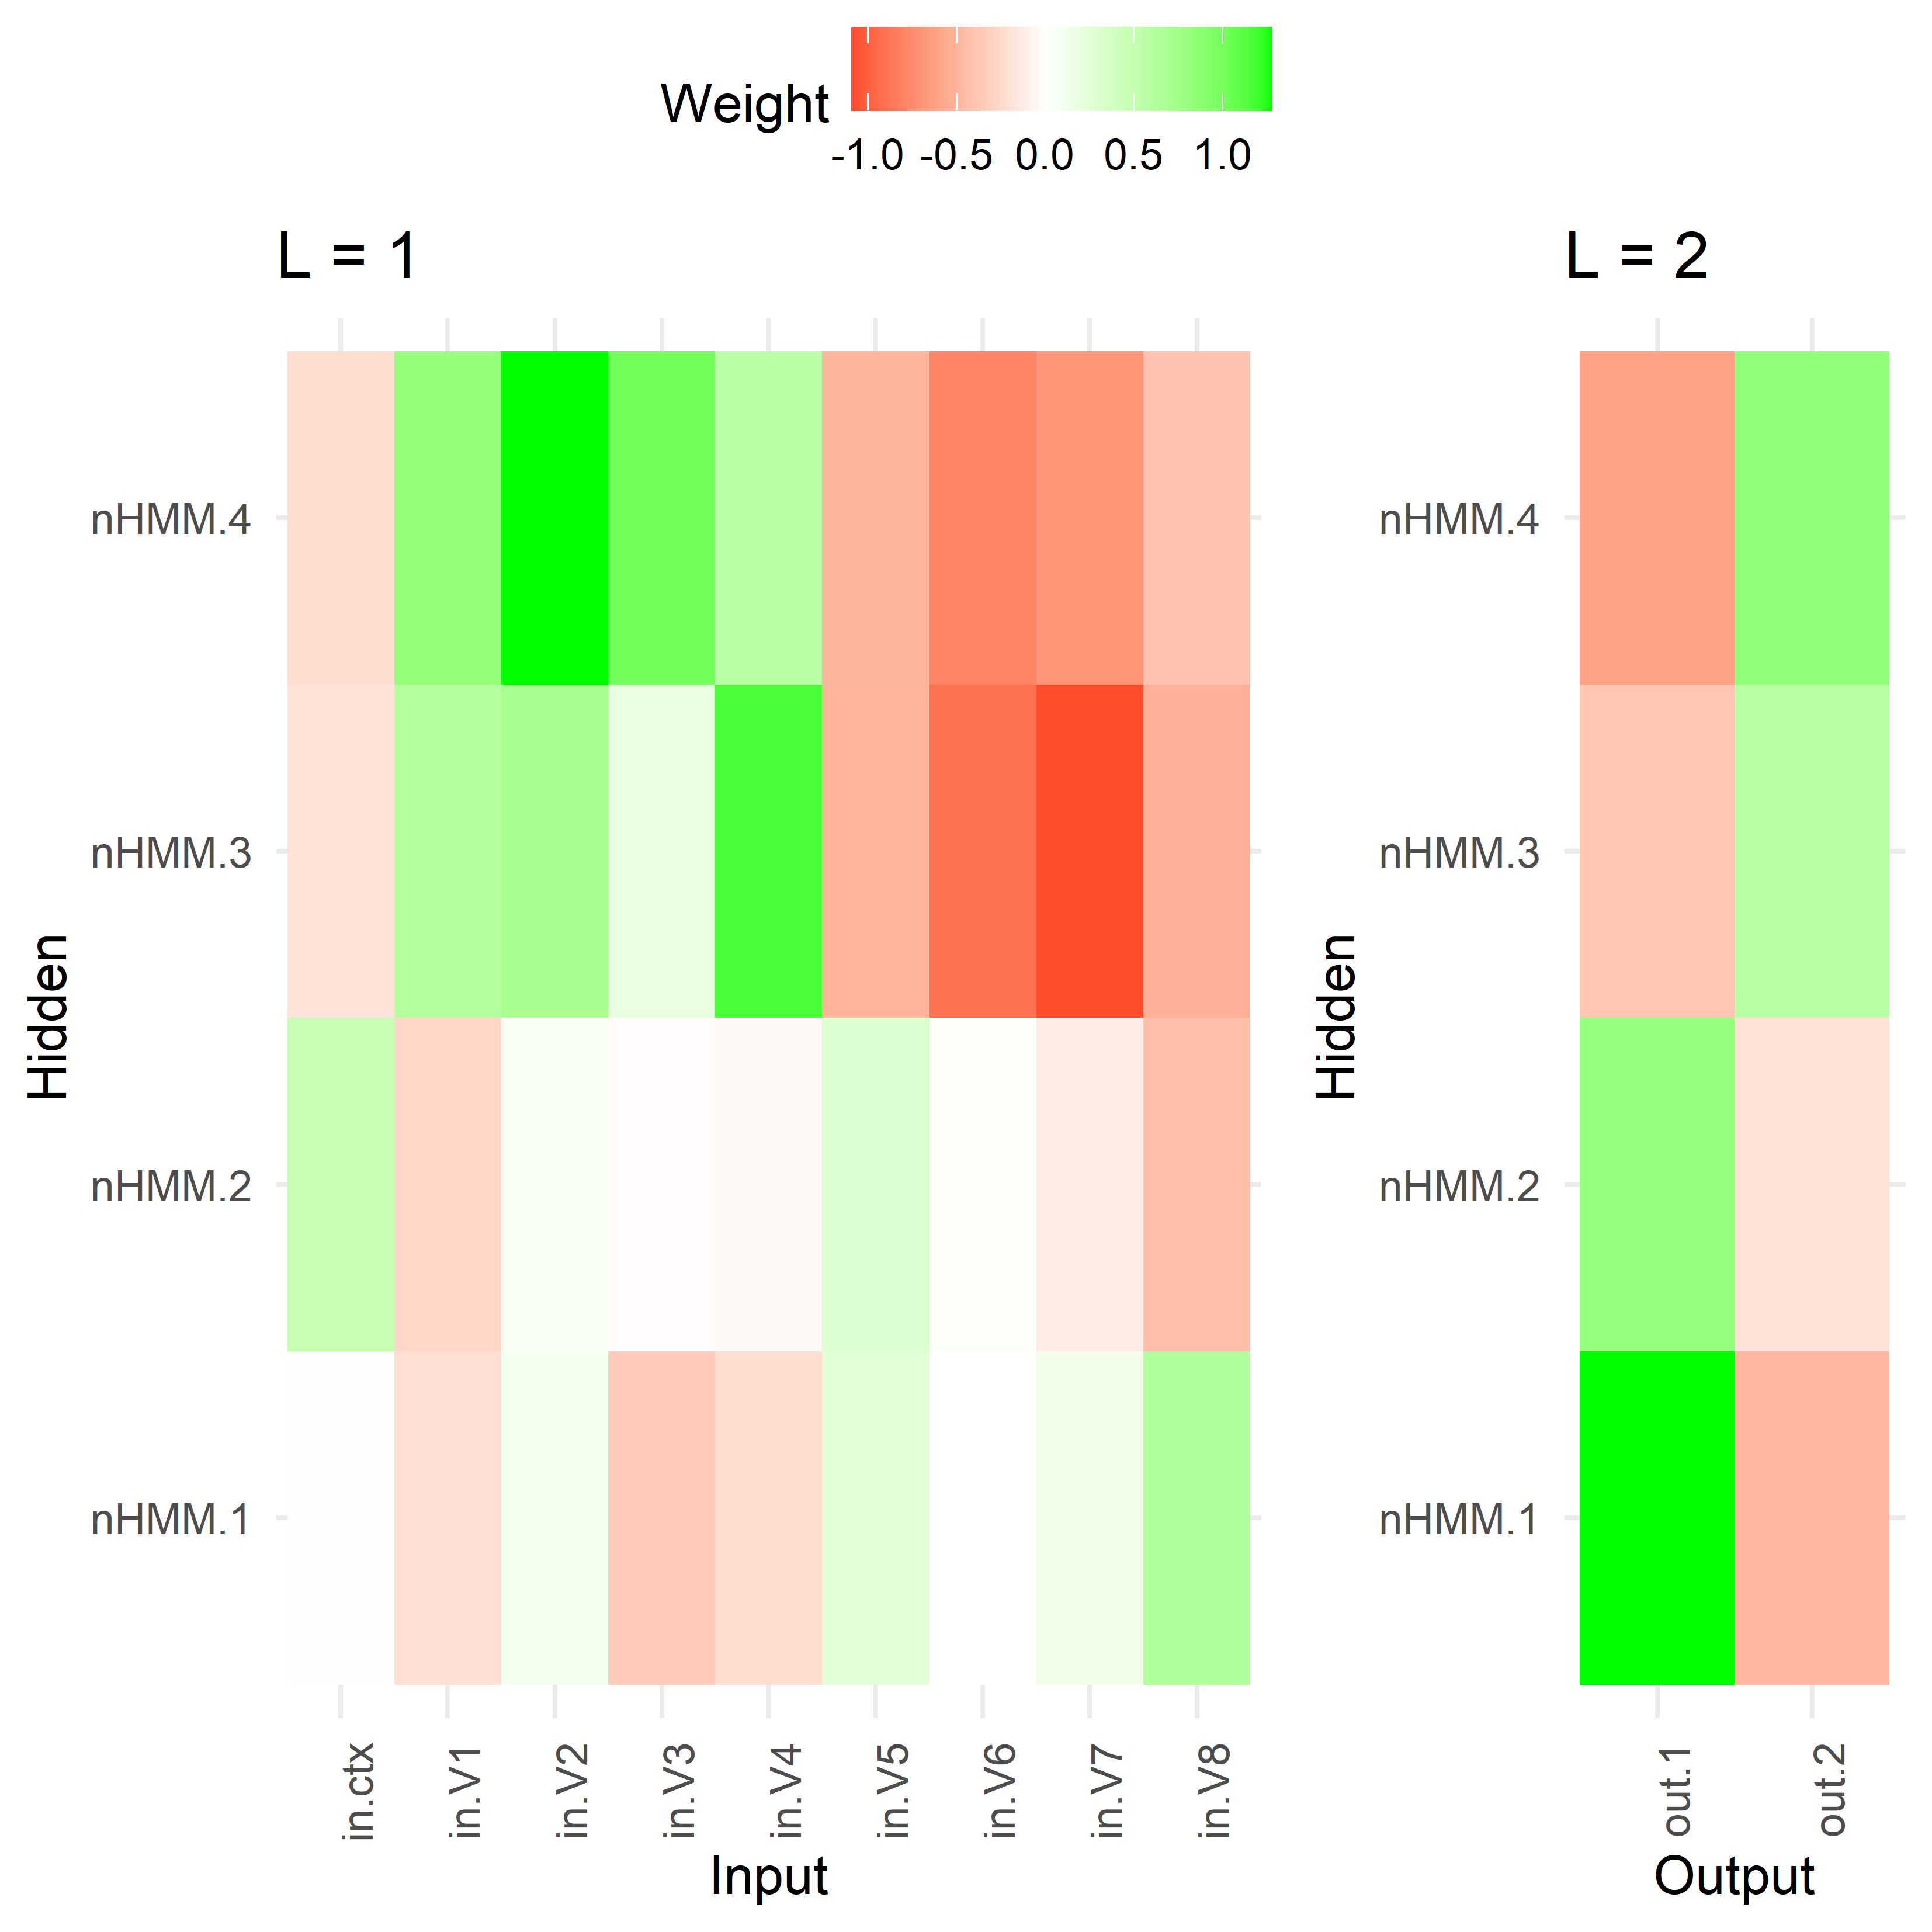 Weight
-1.0 -0.5 0.0 0.5 1.0
L = 1
nHMM.4
nHMM.3
nHMM.2
nHMM.1
Hidden
in.ctx in.V1 in.V2 in.V3 in.V4 in.V5 in.V6 in.V7 in.V8
Input
L = 2
nHMM.4
nHMM.3
nHMM.2
nHMM.1
Hidden
out.1 out.2
Output